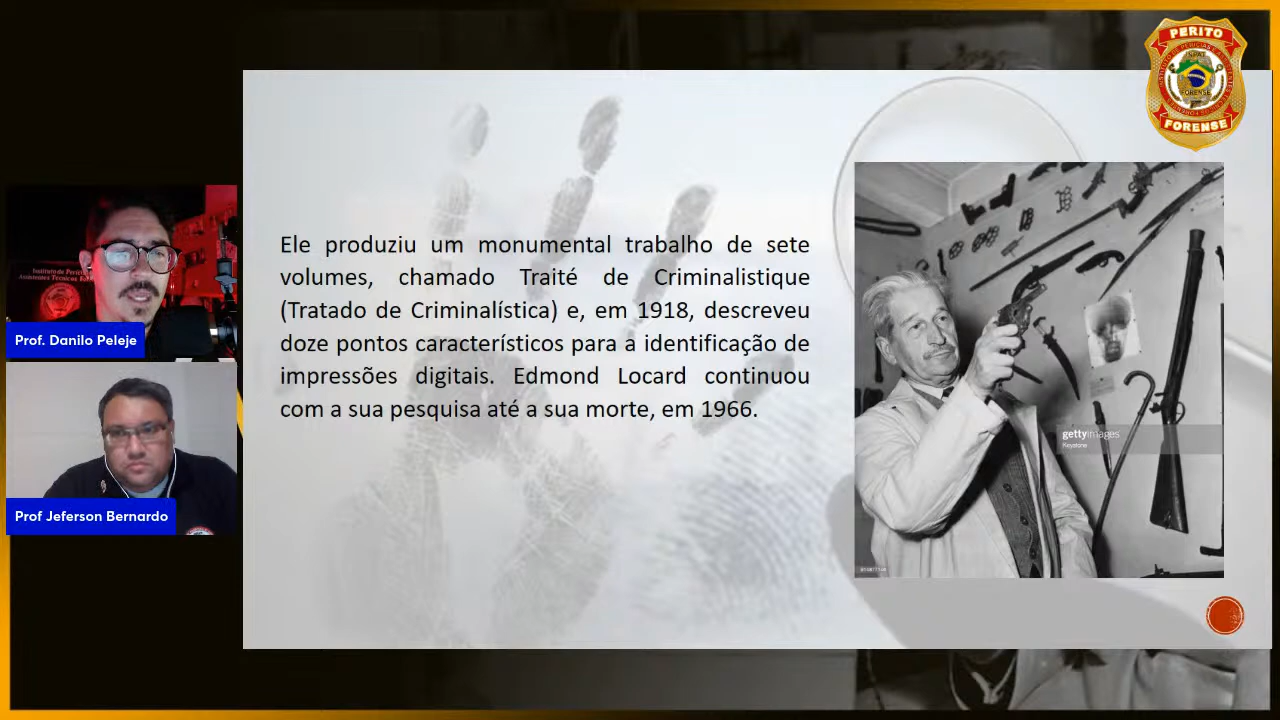 PERITO
FORENSE
FORENSE
Ele produziu um monumental trabalho de sete
volumes, chamado Traité de Criminalistique
(Tratado de Criminalística) e, em 1918, descreveu
doze pontos característicos para a identificação de
impressões digitais. Edmond Locard continuou
com a sua pesquisa até a sua morte, em 1966.
gettyimages
Keystone
Prof. Danilo Peleje
Prof Jeferson Bernardo